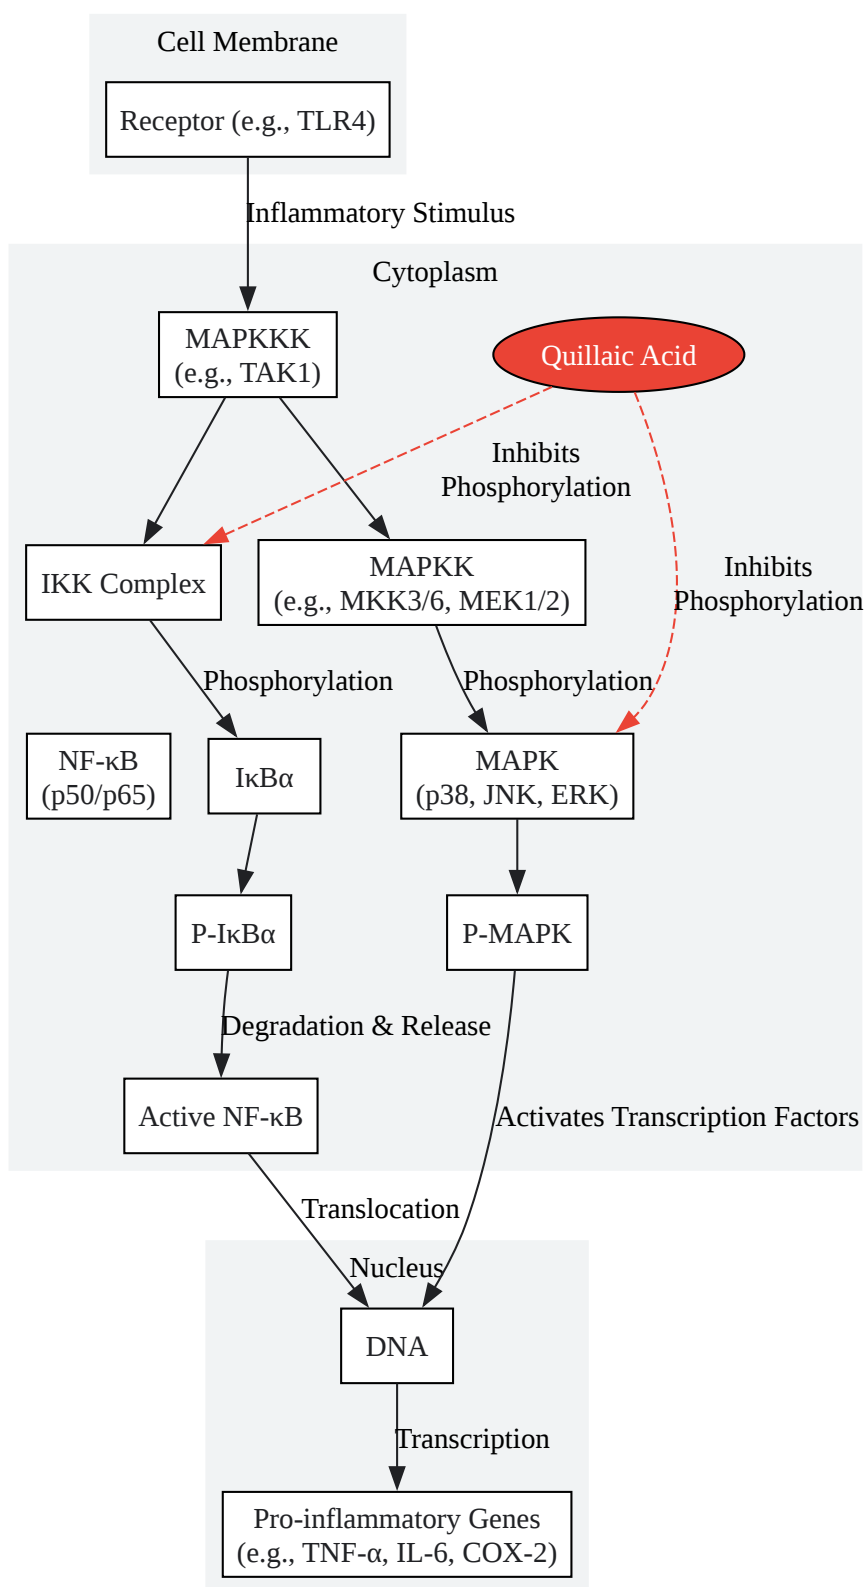 Cell Membrane
Receptor (e.g., TLR4)
Inflammatory Stimulus
Cytoplasm
MAPKKK
(e.g., TAK1)
Quillaic Acid
Inhibits
Phosphorylation
IKK Complex
MAPKK
(e.g., MKK3/6, MEK1/2)
Inhibits
Phosphorylation
Phosphorylation
Phosphorylation
NF-κB
(p50/p65)
IκBα
MAPK
(p38, JNK, ERK)
P-IκBα
P-MAPK
Degradation & Release
Active NF-κB
Activates Transcription Factors
Translocation
Nucleus
DNA
Transcription
Pro-inflammatory Genes
(e.g., TNF-α, IL-6, COX-2)